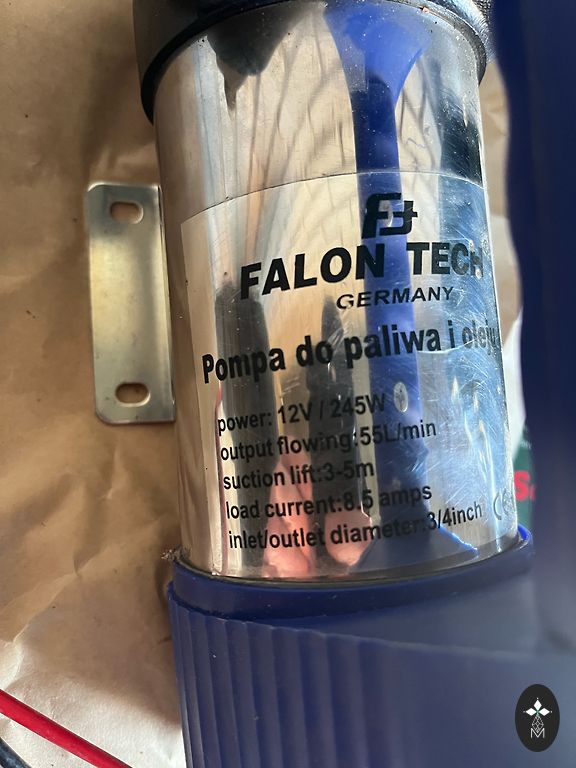 FALON TECH
GERMANY
Pompa do paliwa i oleju
power: 12V / 245W
output flowing:55L/min
suction lift:3-5m
load current:8,5 amps
inlet/outlet diameter:3/4inch CE